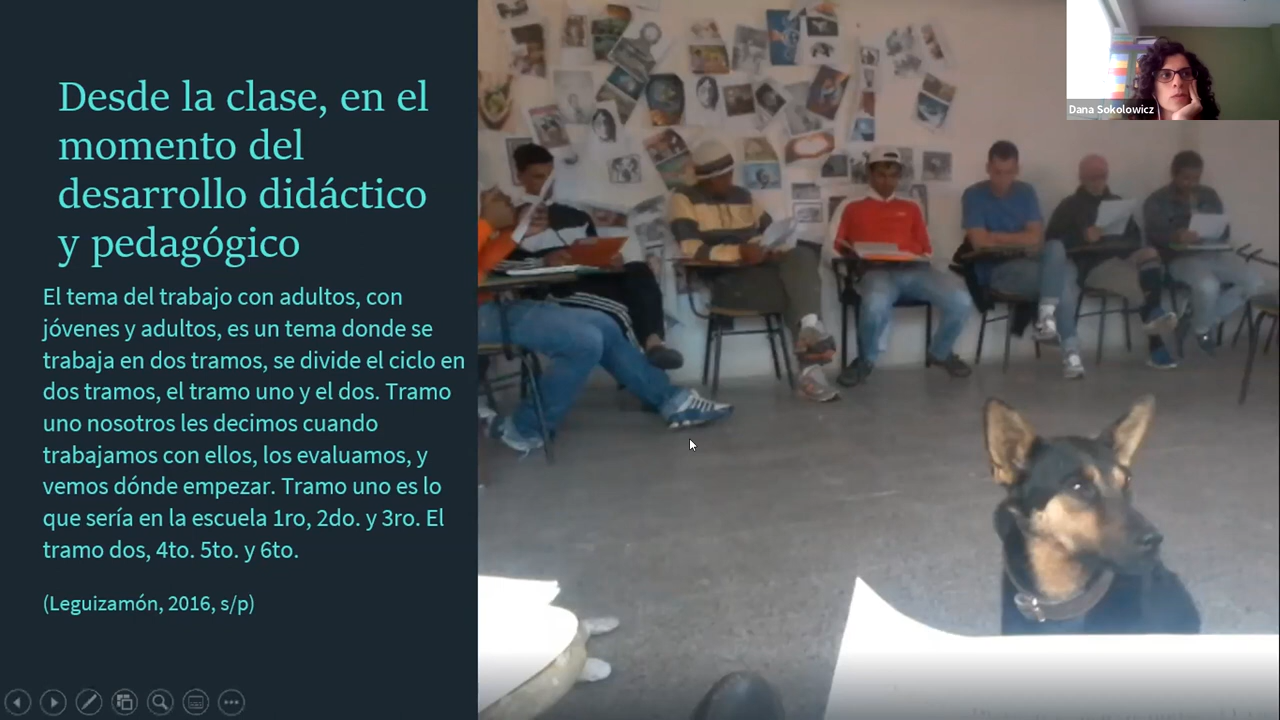 Desde la clase, en el
momento del
desarrollo didáctico
y pedagógico
El tema del trabajo con adultos, con
jóvenes y adultos, es un tema donde se
trabaja en dos tramos, se divide el ciclo en
dos tramos, el tramo uno y el dos. Tramo
uno nosotros les decimos cuando
trabajamos con ellos, los evaluamos, y
vemos dónde empezar. Tramo uno es lo
que sería en la escuela 1ro, 2do. y 3ro. El
tramo dos, 4to. 5to. y 6to.
(Leguizamón, 2016, s/p)
Dana Sokolowicz